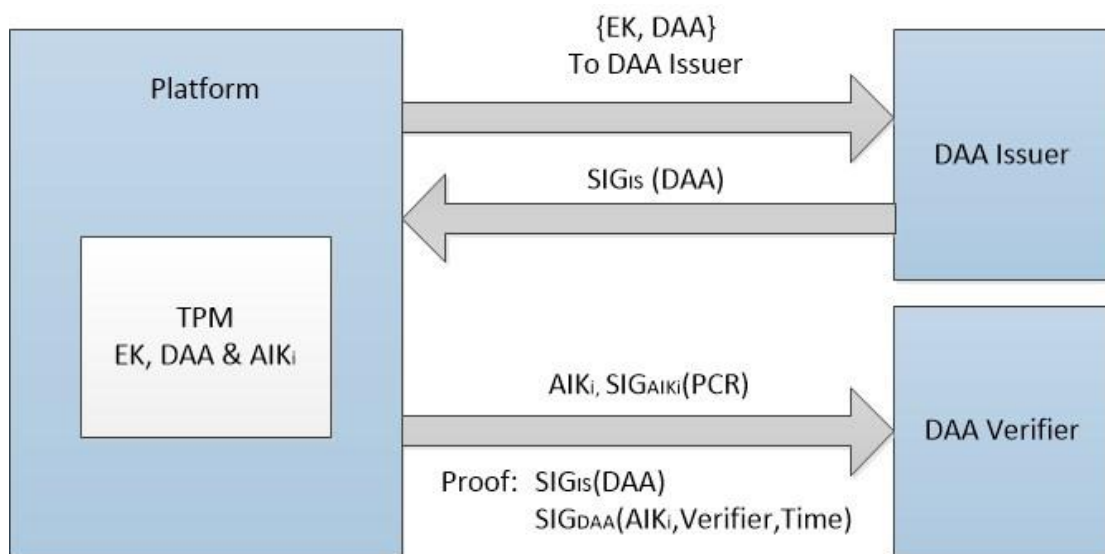 Platform
{EK, DAA}
To DAA Issuer
DAA Issuer
SIGIS (DAA)
TPM
EK, DAA & AIKi
AIKi, SIGAIKi(PCR)
DAA Verifier
Proof: SIGIS(DAA)
SIGDAA(AIKi,Verifier,Time)